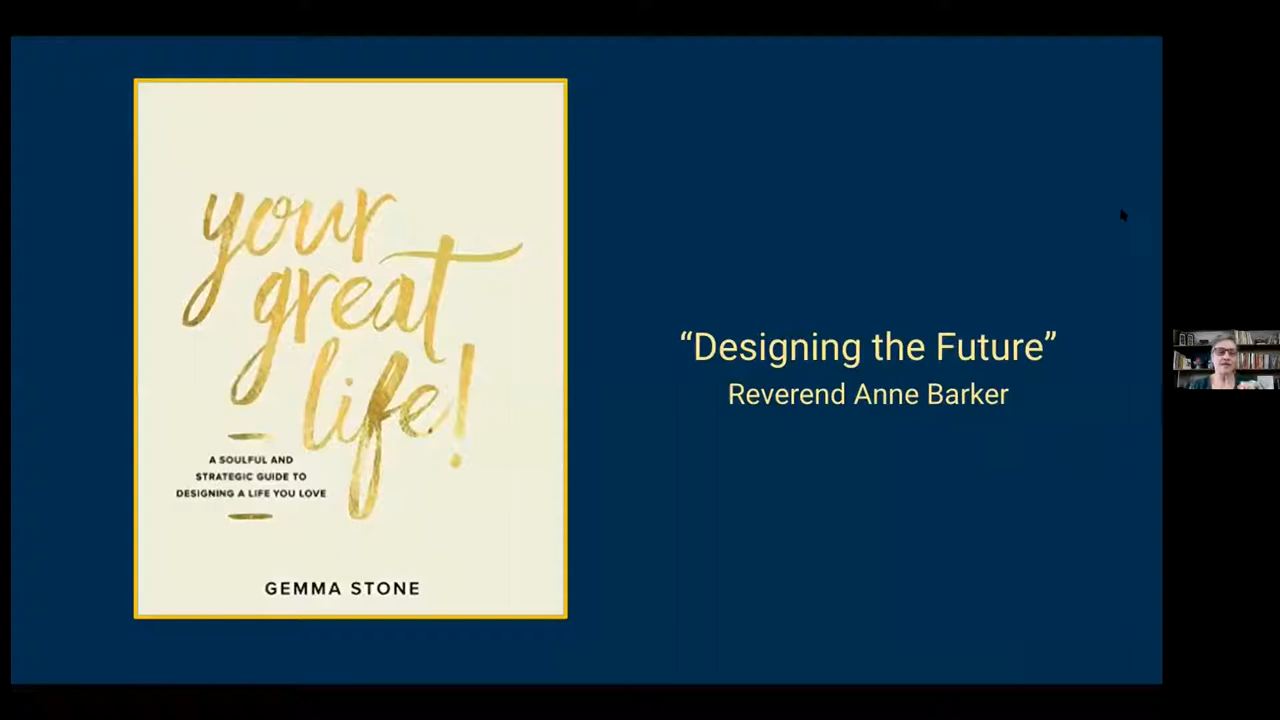 your
great
life!
A SOULFUL AND
STRATEGIC GUIDE TO
DESIGNING A LIFE YOU LOVE
GEMMA STONE
“Designing the Future”
Reverend Anne Barker